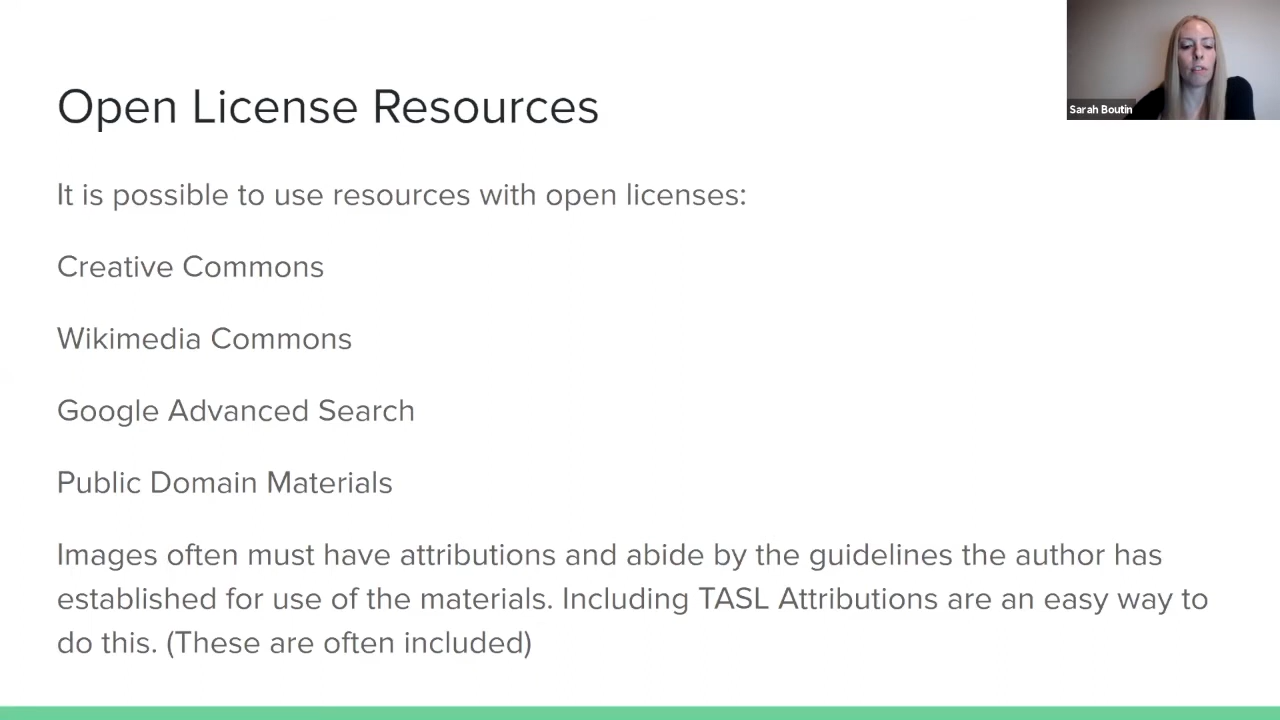 Open License Resources
Sarah Boutin
It is possible to use resources with open licenses:
Creative Commons
Wikimedia Commons
Google Advanced Search
Public Domain Materials
Images often must have attributions and abide by the guidelines the author has
established for use of the materials. Including TASL Attributions are an easy way to
do this. (These are often included)